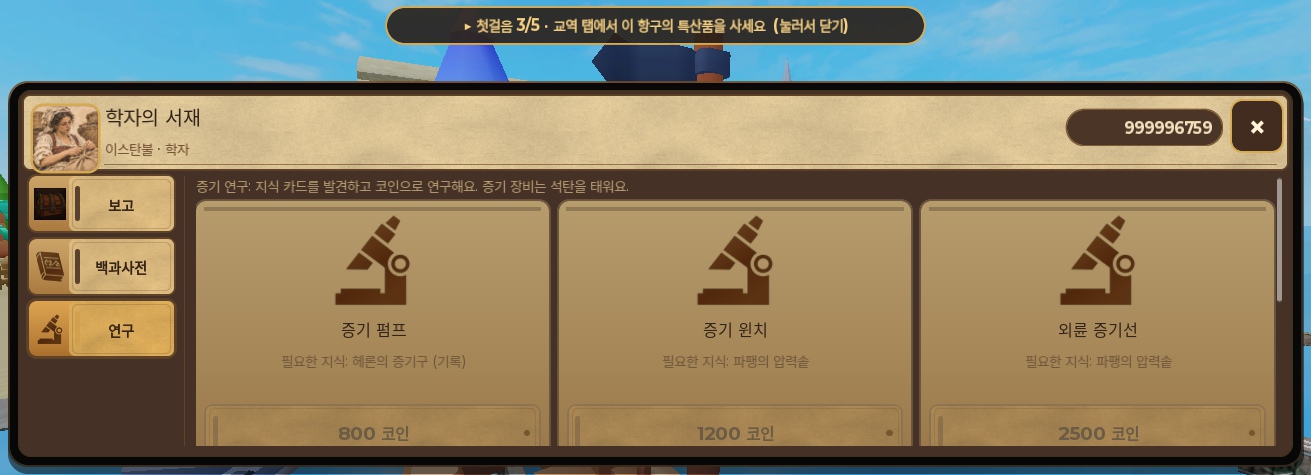 ▸ 첫걸음 3/5 · 교역 탭에서 이 항구의 특산품을 사세요 (눌러서 닫기)
학자의 서재
999996759
×
이스탄불 · 학자
보고
백과사전
연구
증기 연구: 지식 카드를 발견하고 코인으로 연구해요. 증기 장비는 석탄을 태워요.
증기 펌프
필요한 지식: 헤론의 증기구 (기록)
800 코인
증기 윈치
필요한 지식: 파팽의 압력솥
1200 코인
외륜 증기선
필요한 지식: 파팽의 압력솥
2500 코인